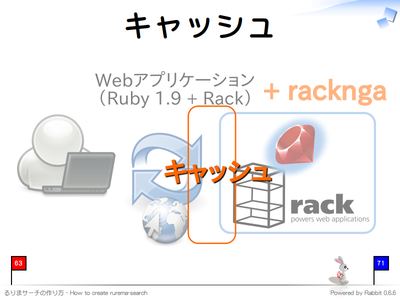 キャッシュ
Webアプリケーション
（Ruby 1.9 + Rack）
+ racknga
キャッシュ
rack
powers web applications
63
71
るりまサーチの作り方 - How to create rurema-search
Powered by Rabbit 0.6.6